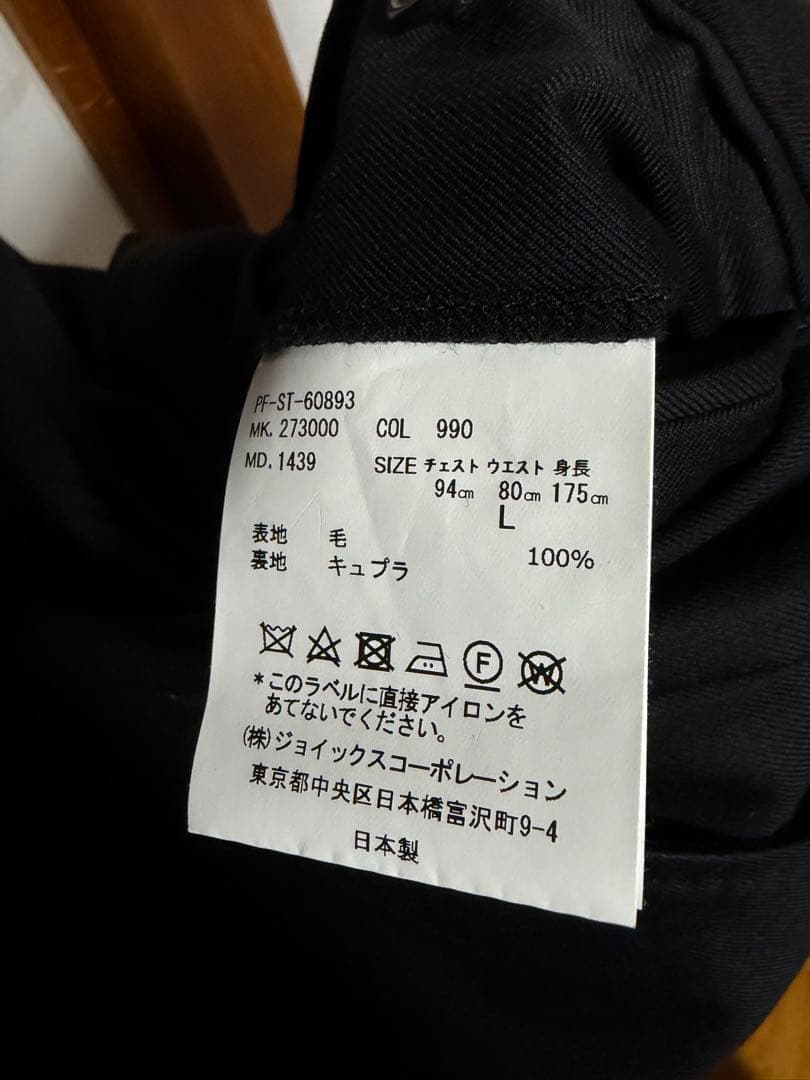 PF-ST-60893
MK. 273000 COL 990
MD. 1439 SIZE チェスト ウエスト 身長
94㎝ 80㎝ 175㎝
L
表地 毛 100%
裏地 キュプラ
F W
*このラベルに直接アイロンを
あてないでください。
(株)ジョイックスコーポレーション
東京都中央区日本橋富沢町9-4
日本製